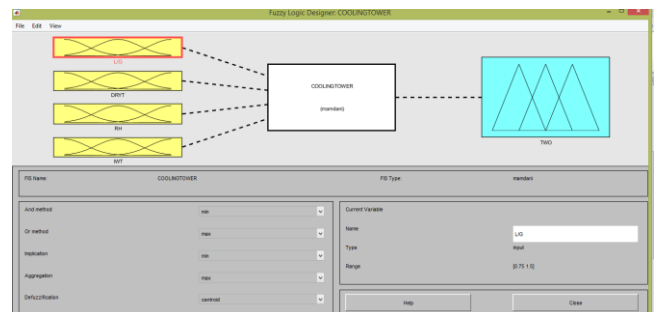 Fuzzy Logic Designer: COOLINGTOWER
File Edit View
L/G
DRYT
RH
IWT
COOLINGTOWER
(mamdani)
TWO
FIS Name: COOLINGTOWER FIS Type: mamdani
And method min
Or method max
Implication min
Aggregation max
Defuzzification centroid
Current Variable
Name L/G
Type input
Range [0.75 1.5]
Help Close